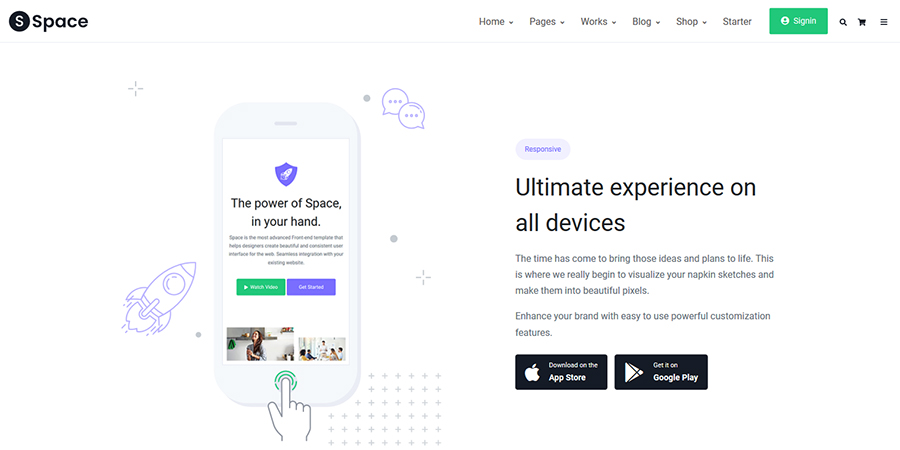 S Space
Home Pages Works Blog Shop Starter Signin
The power of Space,
in your hand.
Space is the most advanced Front-end template that
helps designers create beautiful and consistent user
interface for the web. Seamless integration with your
existing website.
Watch Video Get Started
Responsive
Ultimate experience on
all devices
The time has come to bring those ideas and plans to life. This
is where we really begin to visualize your napkin sketches and
make them into beautiful pixels.
Enhance your brand with easy to use powerful customization
features.
Download on the
App Store
Get it on
Google Play